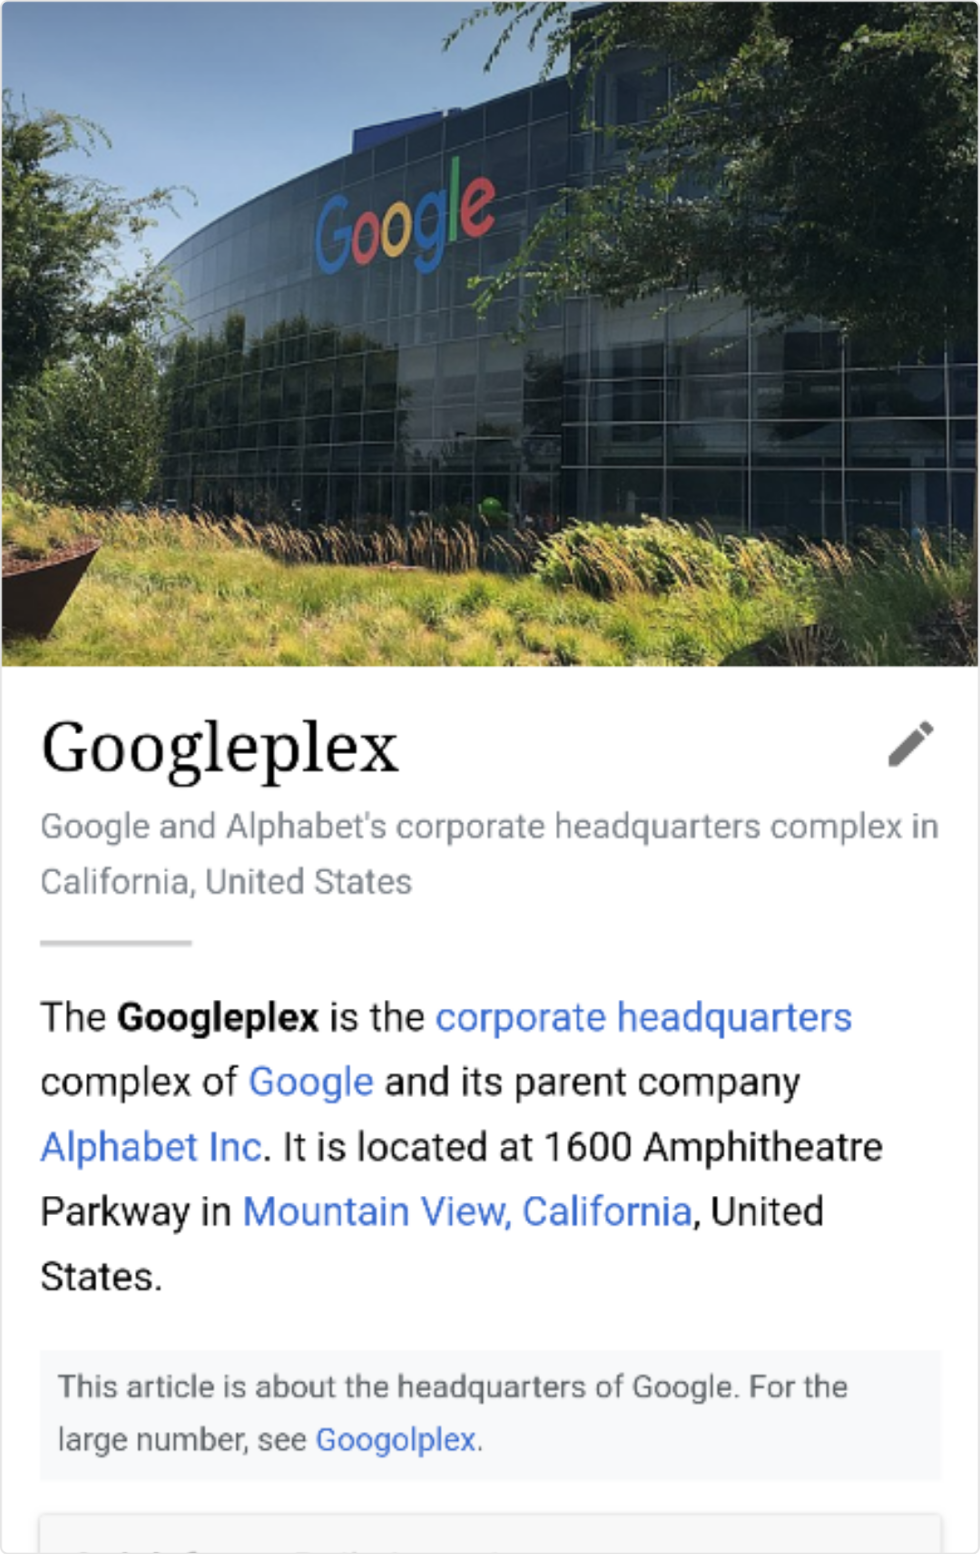 Google
Googleplex
Google and Alphabet's corporate headquarters complex in
California, United States
The Googleplex is the corporate headquarters
complex of Google and its parent company
Alphabet Inc. It is located at 1600 Amphitheatre
Parkway in Mountain View, California, United
States.
This article is about the headquarters of Google. For the
large number, see Googolplex.